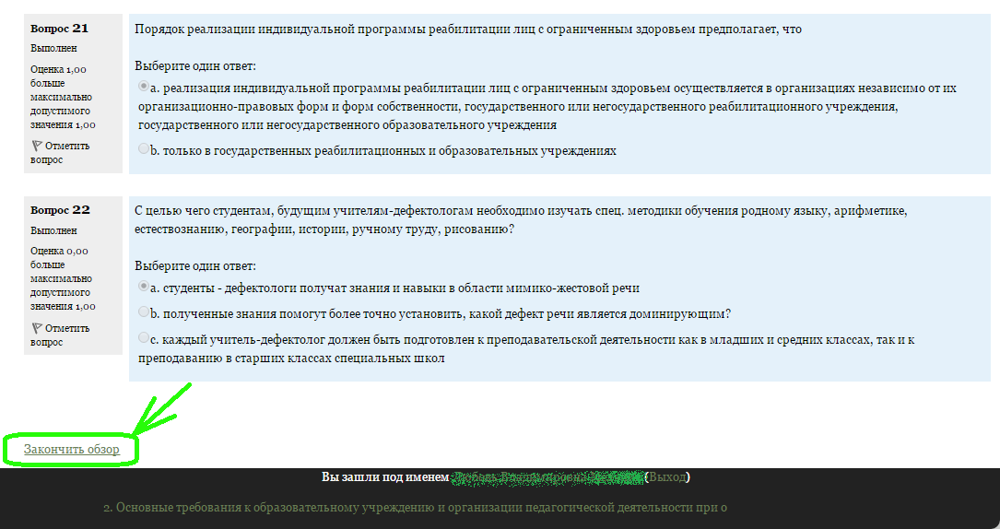 Вопрос 21
Выполнен
Оценка 1,00
больше
максимально
допустимого
значения 1,00
Отметить
вопрос
Порядок реализации индивидуальной программы реабилитации лиц с ограниченным здоровьем предполагает, что
Выберите один ответ:
a. реализация индивидуальной программы реабилитации лиц с ограниченным здоровьем осуществляется в организациях независимо от их
организационно-правовых форм и форм собственности, государственного или негосударственного реабилитационного учреждения,
государственного или негосударственного образовательного учреждения
b. только в государственных реабилитационных и образовательных учреждениях
Вопрос 22
Выполнен
Оценка 0,00
больше
максимально
допустимого
значения 1,00
Отметить
вопрос
С целью чего студентам, будущим учителям-дефектологам необходимо изучать спец. методики обучения родному языку, арифметике,
естествознанию, географии, истории, ручному труду, рисованию?
Выберите один ответ:
a. студенты - дефектологи получат знания и навыки в области мимико-жестовой речи
b. полученные знания помогут более точно установить, какой дефект речи является доминирующим?
c. каждый учитель-дефектолог должен быть подготовлен к преподавательской деятельности как в младших и средних классах, так и к
преподаванию в старших классах специальных школ
Закончить обзор
Вы зашли под именем (Выход)
2. Основные требования к образовательному учреждению и организации педагогической деятельности при о